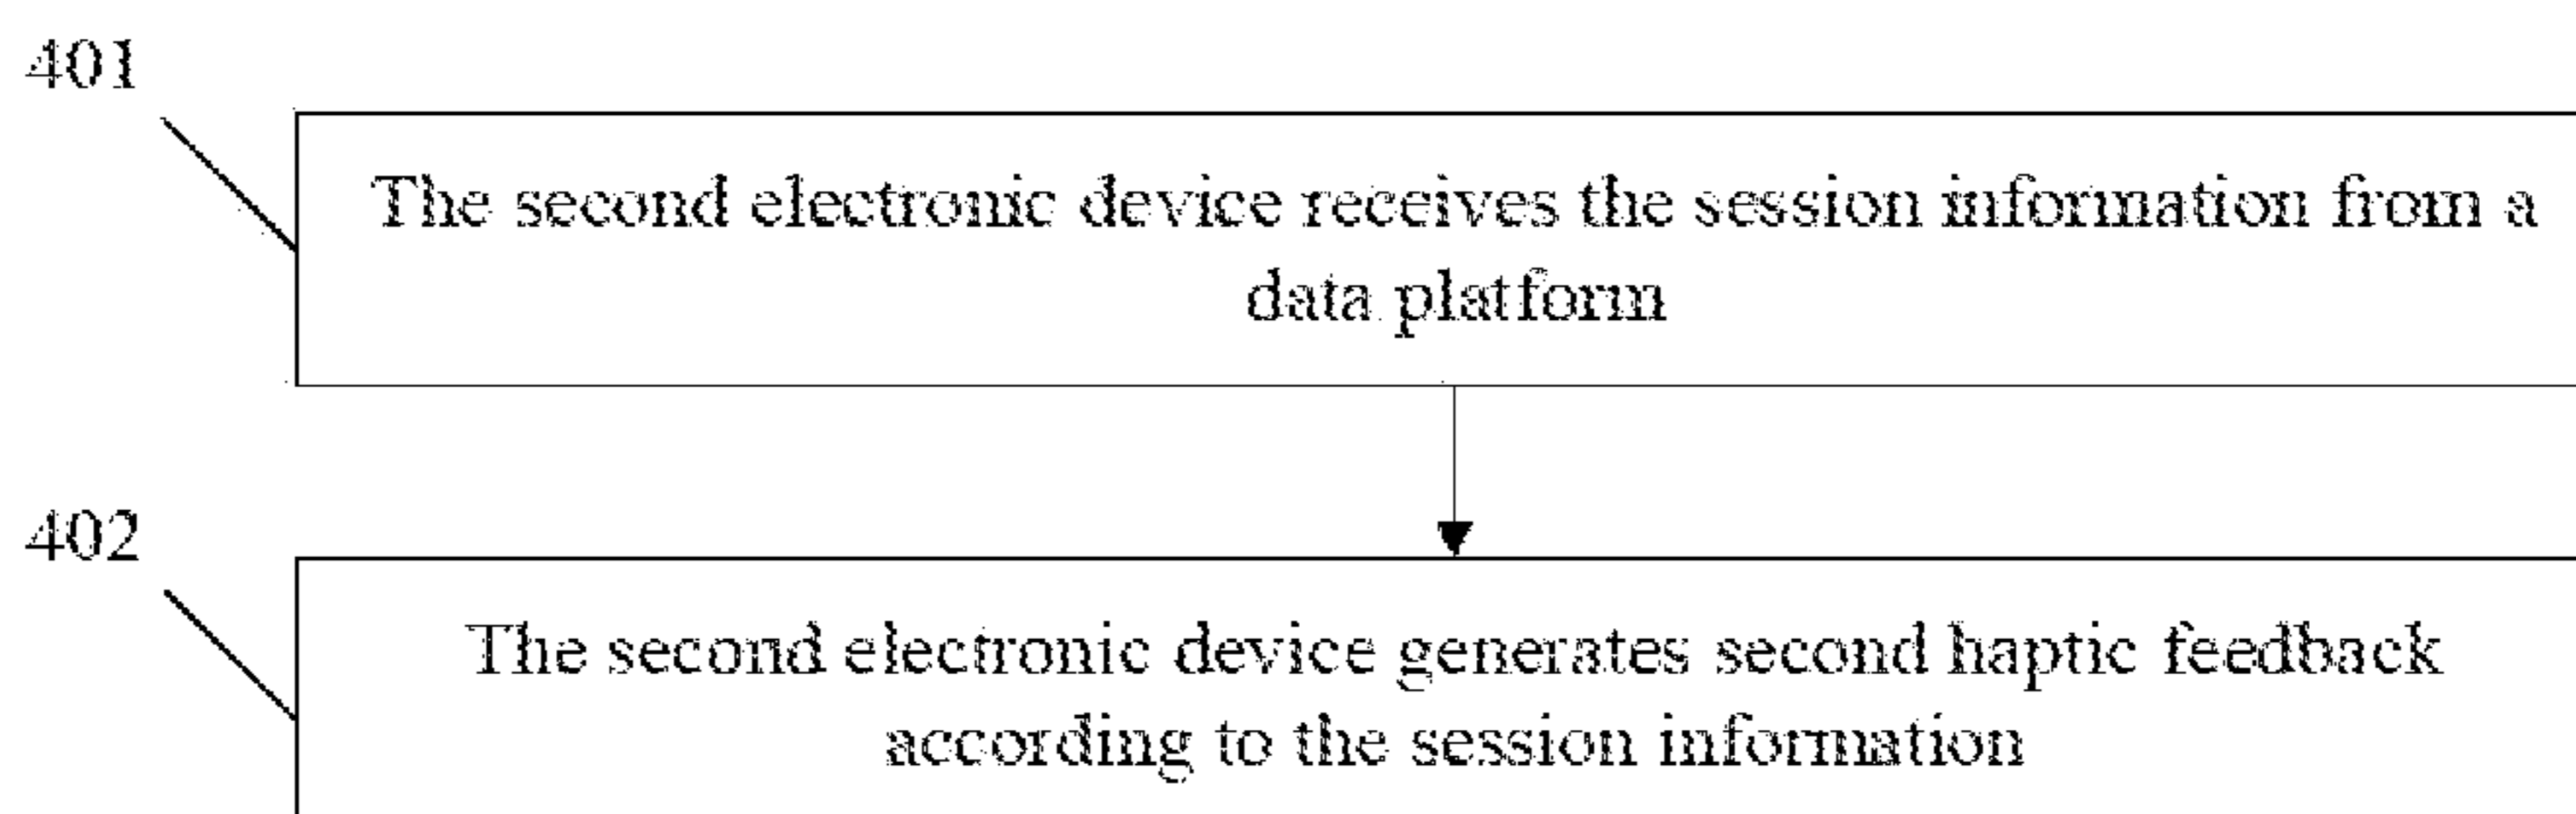 401
The second electronic device receives the session information from a
data platform
402
The second electronic device generates second haptic feedback
according to the session information